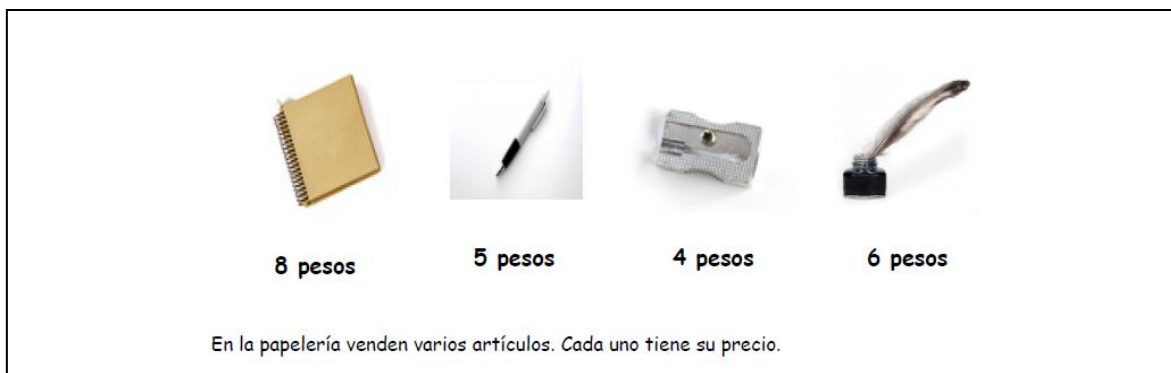 8 pesos
5 pesos
4 pesos
6 pesos
En la papelería venden varios artículos. Cada uno tiene su precio.